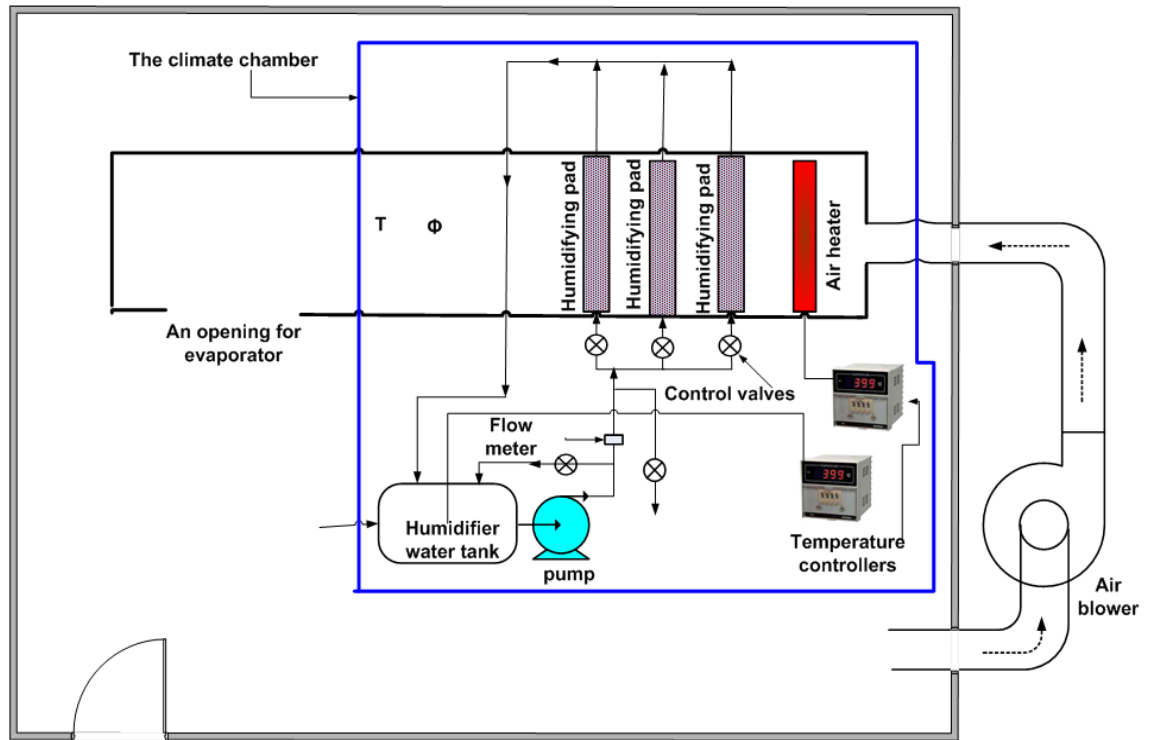 The climate chamber
Humidifying pad
Humidifying pad
Humidifying pad
Air heater
T Φ
An opening for
evaporator
Control valves
399
Flow
meter
399
Humidifier
water tank
pump
Temperature
controllers
Air
blower